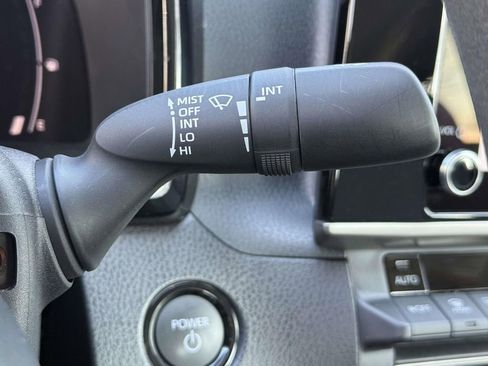 MIST
OFF
INT
LO
HI
INT
POWER
AUTO